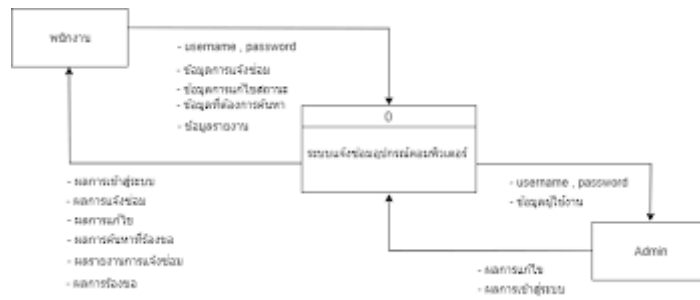 พนักงาน
- username , password
- ข้อมูลการแจ้งซ่อม
- ข้อมูลการแก้ไขสถานะ
- ข้อมูลที่ต้องการค้นหา
- ข้อมูลรายงาน
0
ระบบแจ้งซ่อมอุปกรณ์คอมพิวเตอร์
- ผลการเข้าสู่ระบบ
- ผลการแจ้งซ่อม
- ผลการแก้ไข
- ผลการค้นหาที่ร้องขอ
- ผลรายงานการแจ้งซ่อม
- ผลการร้องขอ
- username , password
- ข้อมูลผู้ใช้งาน
Admin
- ผลการแก้ไข
- ผลการเข้าสู่ระบบ